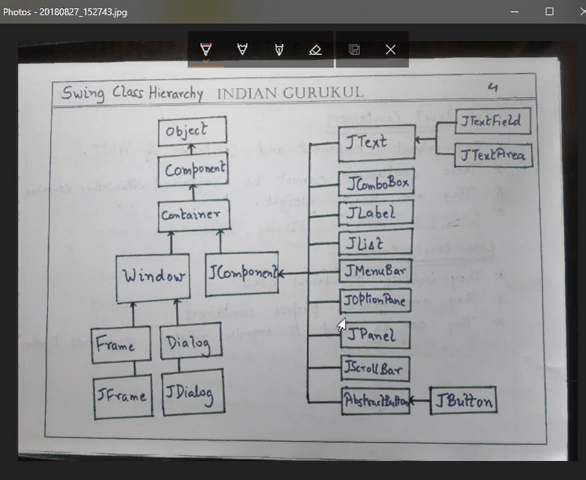 Photos - 20180827_152743.jpg
Swing Class Hierarchy INDIAN GURUKUL 4
Object
Component
Container
Window
JComponent
Frame
Dialog
JFrame
JDialog
JText
JTextField
JTextArea
JComboBox
JLabel
JList
JMenuBar
JOptionPane
JPanel
JScrollBar
AbstractButton
JButton